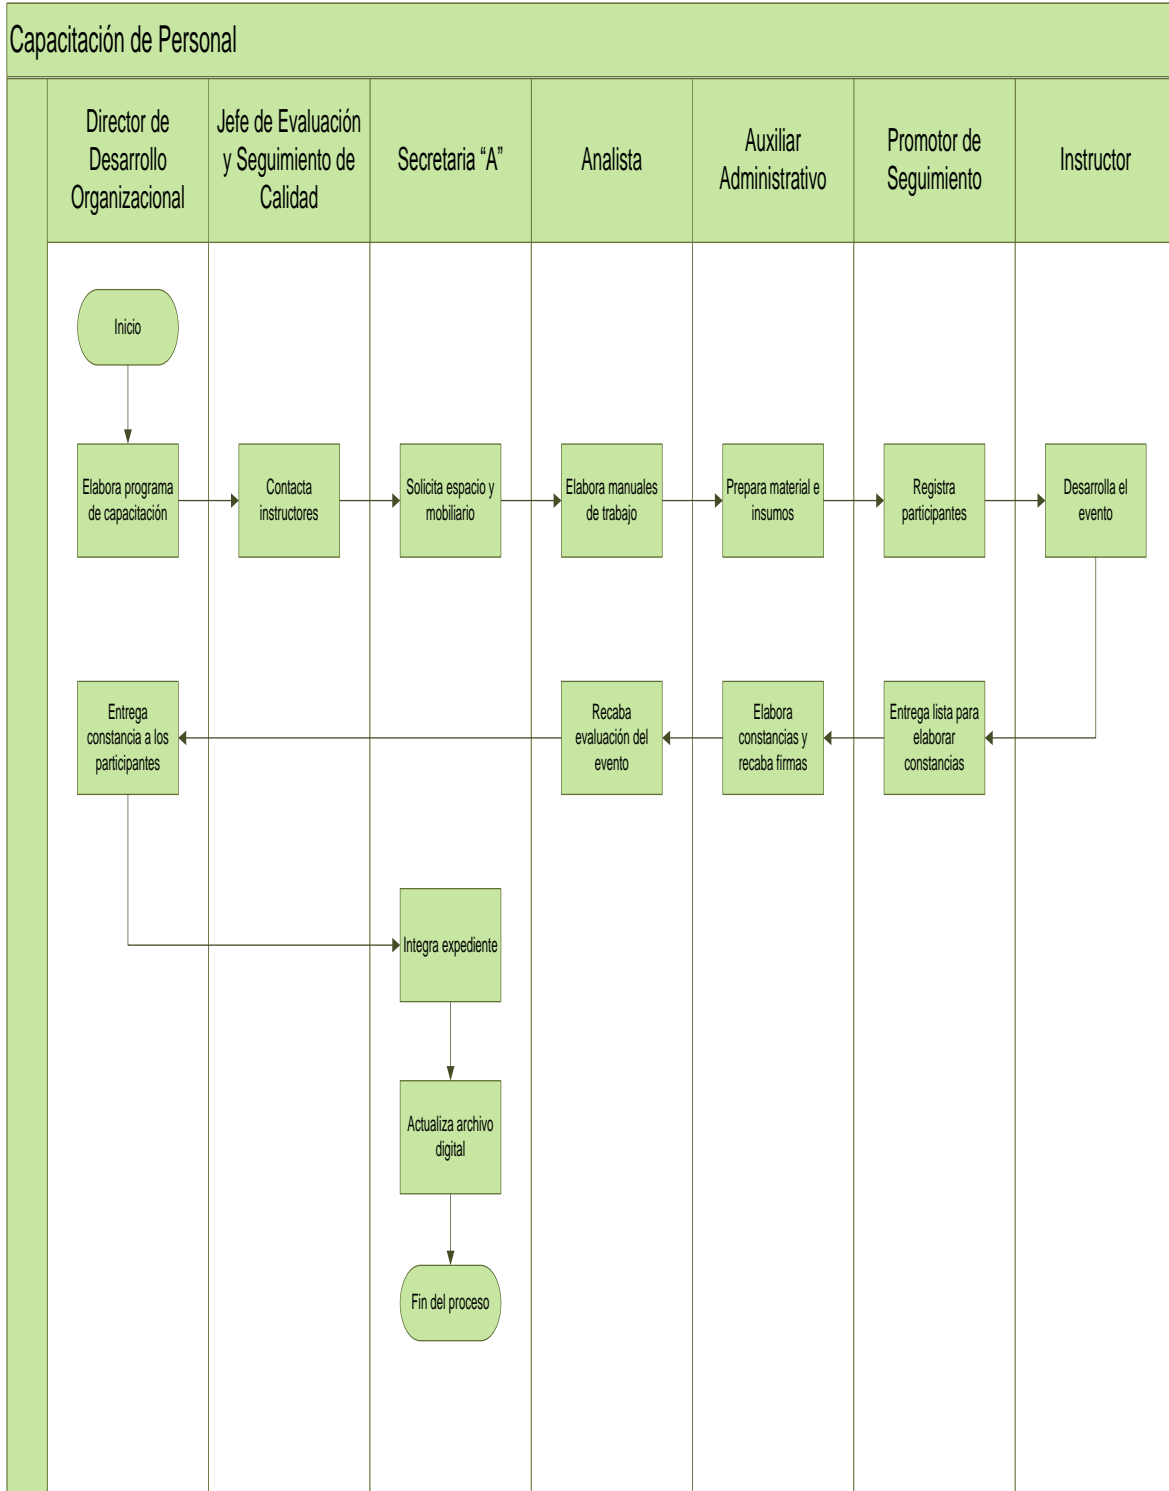 Capacitación de Personal
Director de
Desarrollo
Organizacional
Jefe de Evaluación
y Seguimiento de
Calidad
Secretaria “A”
Analista
Auxiliar
Administrativo
Promotor de
Seguimiento
Instructor
Inicio
Elabora programa
de capacitación
Contacta
instructores
Solicita espacio y
mobiliario
Elabora manuales
de trabajo
Prepara material e
insumos
Registra
participantes
Desarrolla el
evento
Entrega
constancia a los
participantes
Recaba
evaluación del
evento
Elabora
constancias y
recaba firmas
Entrega lista para
elaborar
constancias
Integra expediente
Actualiza archivo
digital
Fin del proceso